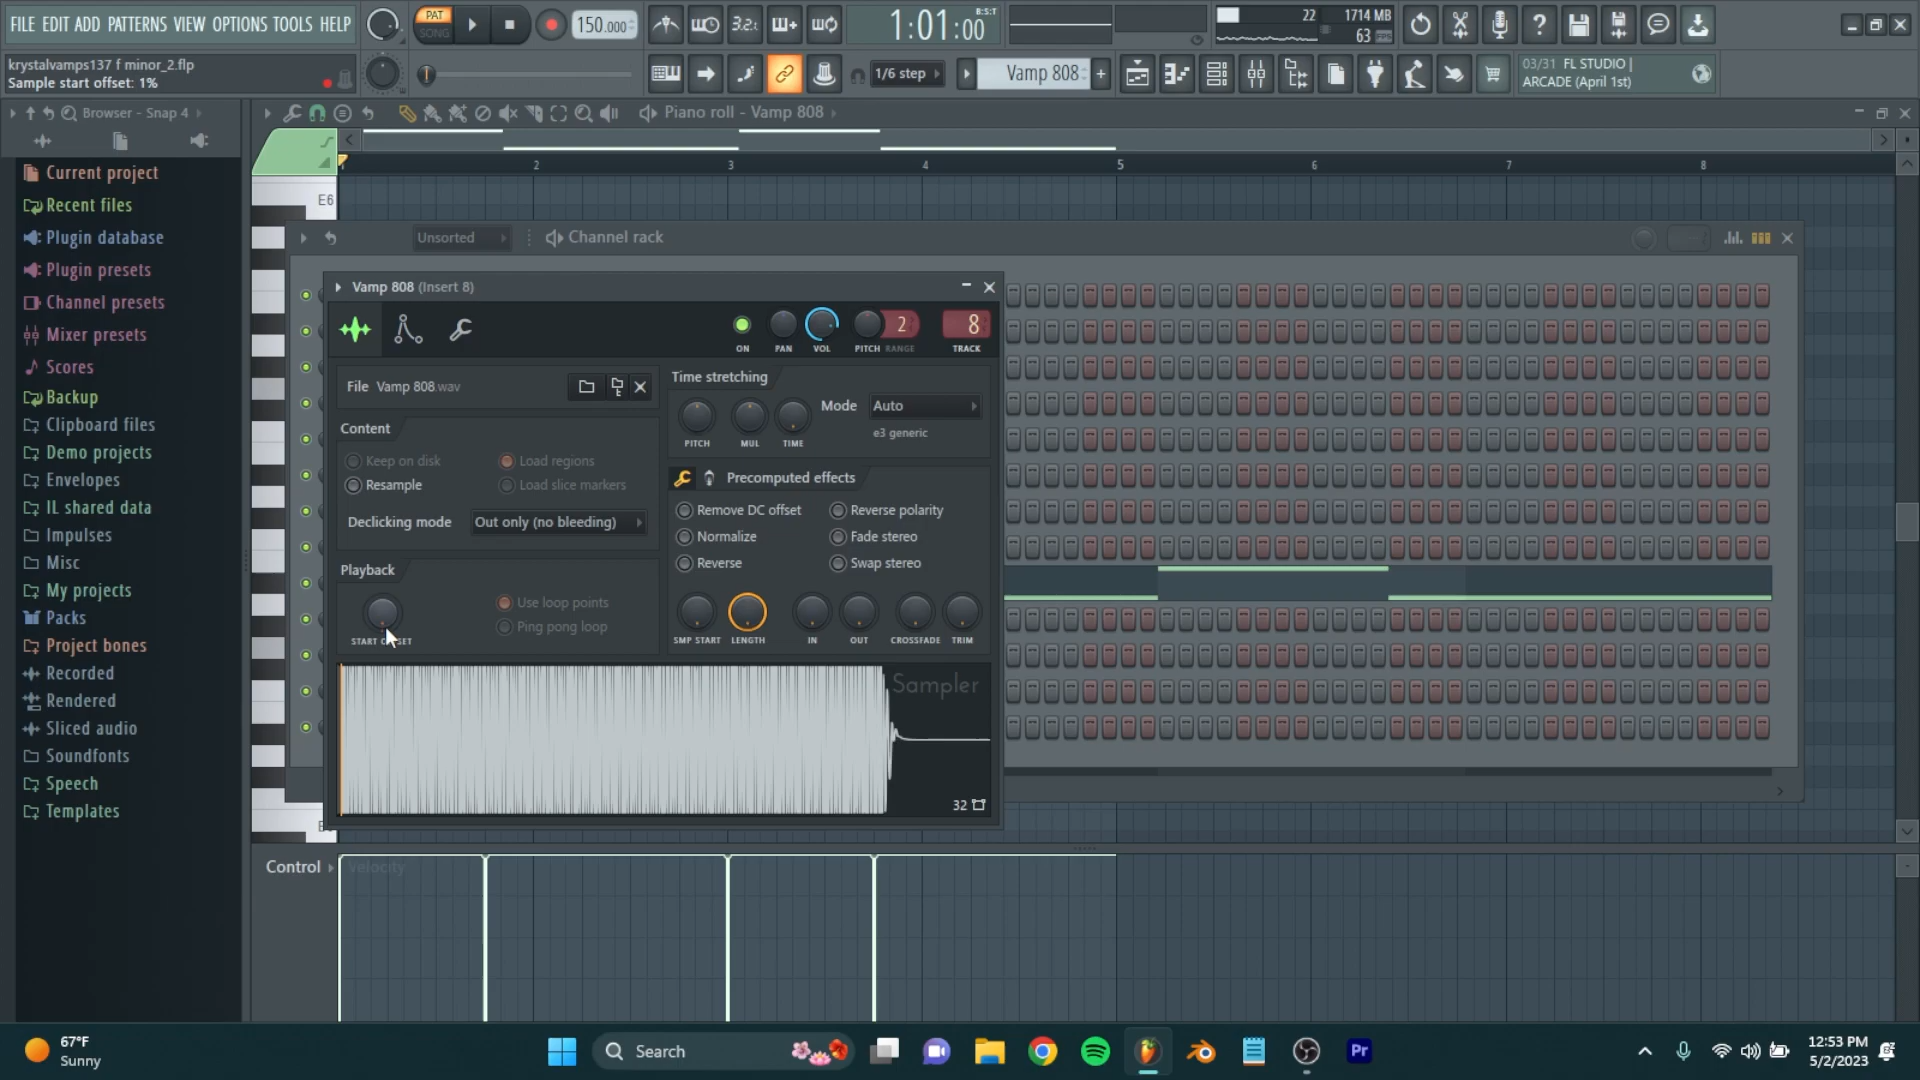 FILE EDIT ADD PATTERNS VIEW OPTIONS TOOLS HELP
PAT
SONG
150.000
3.2.:
1:01:00
B:S:T
22
1714 MB
63
krystalvamps137 f minor_2.flp
Sample start offset: 1%
1/6 step
Vamp 808
03/31 FL STUDIO |
ARCADE (April 1st)
Browser - Snap 4
Piano roll - Vamp 808
2 3 4 5 6 7 8
E6
Current project
Recent files
Plugin database
Plugin presets
Channel presets
Mixer presets
Scores
Backup
Clipboard files
Demo projects
Envelopes
IL shared data
Impulses
Misc
My projects
Packs
Project bones
Recorded
Rendered
Sliced audio
Soundfonts
Speech
Templates
Unsorted
Channel rack
Vamp 808 (Insert 8)
2
8
ON PAN VOL PITCH RANGE TRACK
File Vamp 808.wav
Time stretching
Mode Auto
e3 generic
PITCH MUL TIME
Content
Keep on disk
Load regions
Resample
Load slice markers
Declicking mode Out only (no bleeding)
Precomputed effects
Remove DC offset
Reverse polarity
Normalize
Fade stereo
Reverse
Swap stereo
Playback
Use loop points
Ping pong loop
SMP START LENGTH IN OUT CROSSFADE TRIM
Sampler
32
Control
Velocity
67°F
Sunny
Search
Pr
12:53 PM
5/2/2023